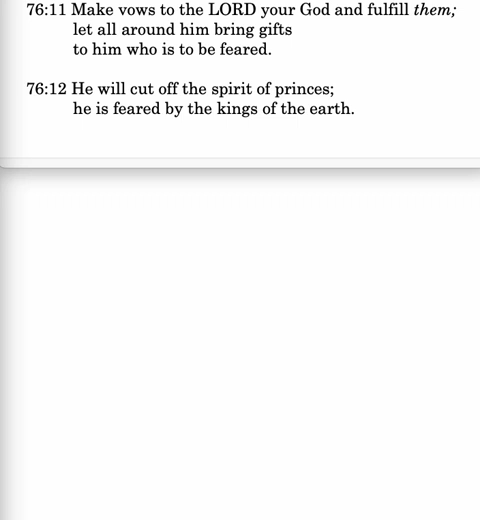 76:11 Make vows to the LORD your God and fulfill them;
let all around him bring gifts
to him who is to be feared.
76:12 He will cut off the spirit of princes;
he is feared by the kings of the earth.